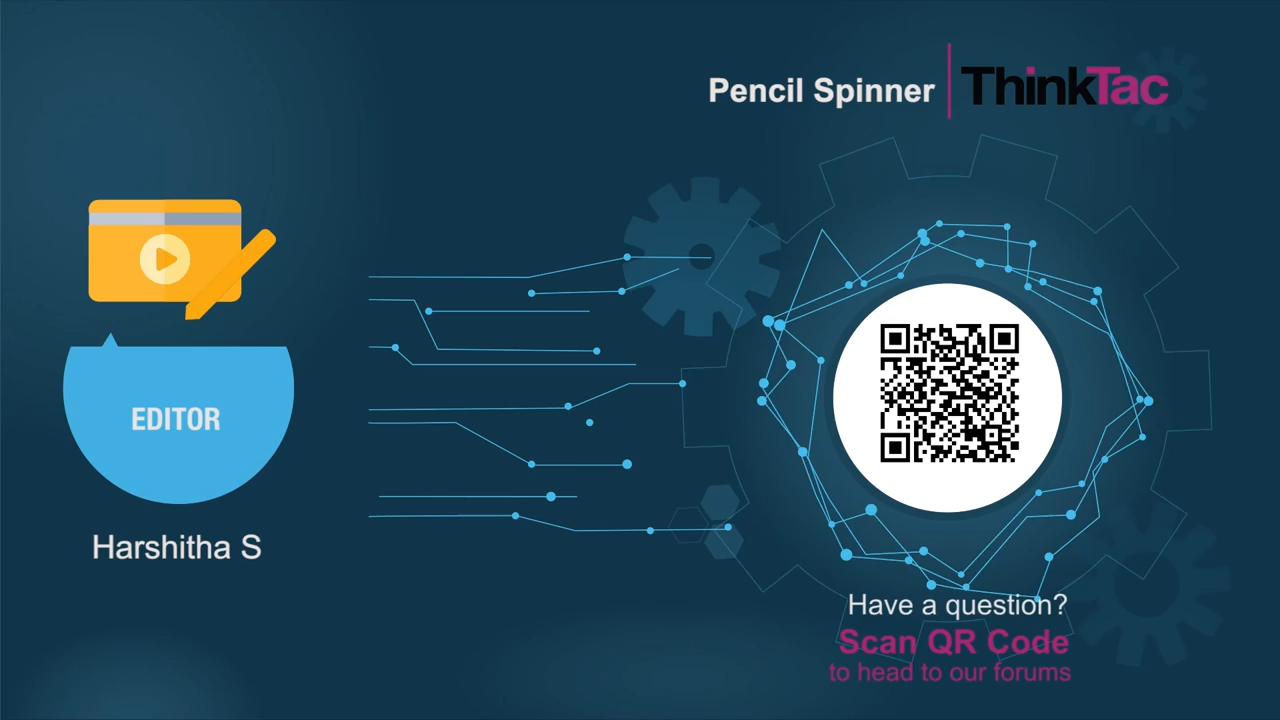 Pencil Spinner
ThinkTac
EDITOR
Harshitha S
Have a question?
Scan QR Code
to head to our forums